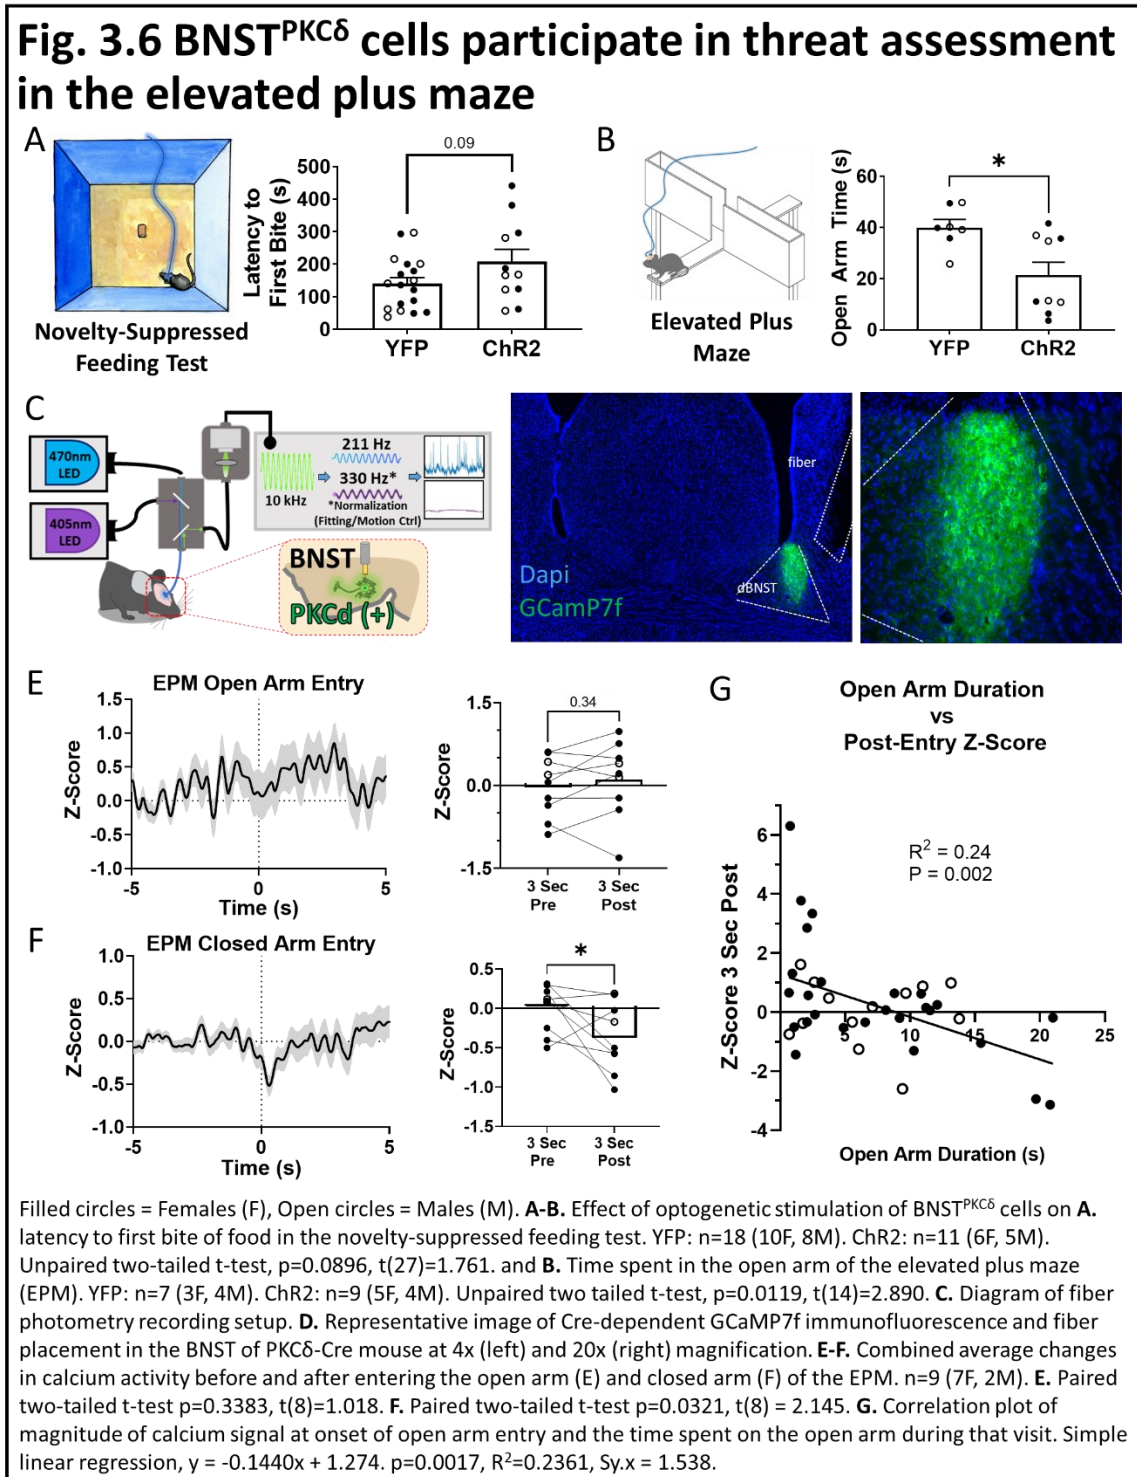 Fig. 3.6 BNSTPKCδ cells participate in threat assessment
in the elevated plus maze
A
Novelty-Suppressed
Feeding Test
Latency to
First Bite (s)
500
400
300
200
100
0
0.09
YFP
ChR2
B
Elevated Plus
Maze
Open Arm Time (s)
60
40
20
0
*
YFP
ChR2
C
470nm
LED
405nm
LED
10 kHz
211 Hz
330 Hz*
*Normalization
(Fitting/Motion Ctrl)
BNST
PKCd (+)
fiber
dBNST
Dapi
GCamP7f
E
EPM Open Arm Entry
Z-Score
1.5
1.0
0.5
0.0
-0.5
-1.0
-5
0
5
Time (s)
Z-Score
1.5
0.0
-1.5
0.34
3 Sec
Pre
3 Sec
Post
F
EPM Closed Arm Entry
Z-Score
1.0
0.5
0.0
-0.5
-1.0
-5
0
5
Time (s)
Z-Score
0.5
0.0
-0.5
-1.0
-1.5
*
3 Sec
Pre
3 Sec
Post
G
Open Arm Duration
vs
Post-Entry Z-Score
Z-Score 3 Sec Post
6
4
2
0
-2
-4
R2 = 0.24
P = 0.002
5
10
15
20
25
Open Arm Duration (s)
Filled circles = Females (F), Open circles = Males (M). A-B. Effect of optogenetic stimulation of BNSTPKCδ cells on A.
latency to first bite of food in the novelty-suppressed feeding test. YFP: n=18 (10F, 8M). ChR2: n=11 (6F, 5M).
Unpaired two-tailed t-test, p=0.0896, t(27)=1.761. and B. Time spent in the open arm of the elevated plus maze
(EPM). YFP: n=7 (3F, 4M). ChR2: n=9 (5F, 4M). Unpaired two tailed t-test, p=0.0119, t(14)=2.890. C. Diagram of fiber
photometry recording setup. D. Representative image of Cre-dependent GCaMP7f immunofluorescence and fiber
placement in the BNST of PKCδ-Cre mouse at 4x (left) and 20x (right) magnification. E-F. Combined average changes
in calcium activity before and after entering the open arm (E) and closed arm (F) of the EPM. n=9 (7F, 2M). E. Paired
two-tailed t-test p=0.3383, t(8)=1.018. F. Paired two-tailed t-test p=0.0321, t(8) = 2.145. G. Correlation plot of
magnitude of calcium signal at onset of open arm entry and the time spent on the open arm during that visit. Simple
linear regression, y = -0.1440x + 1.274. p=0.0017, R2=0.2361, Sy.x = 1.538.